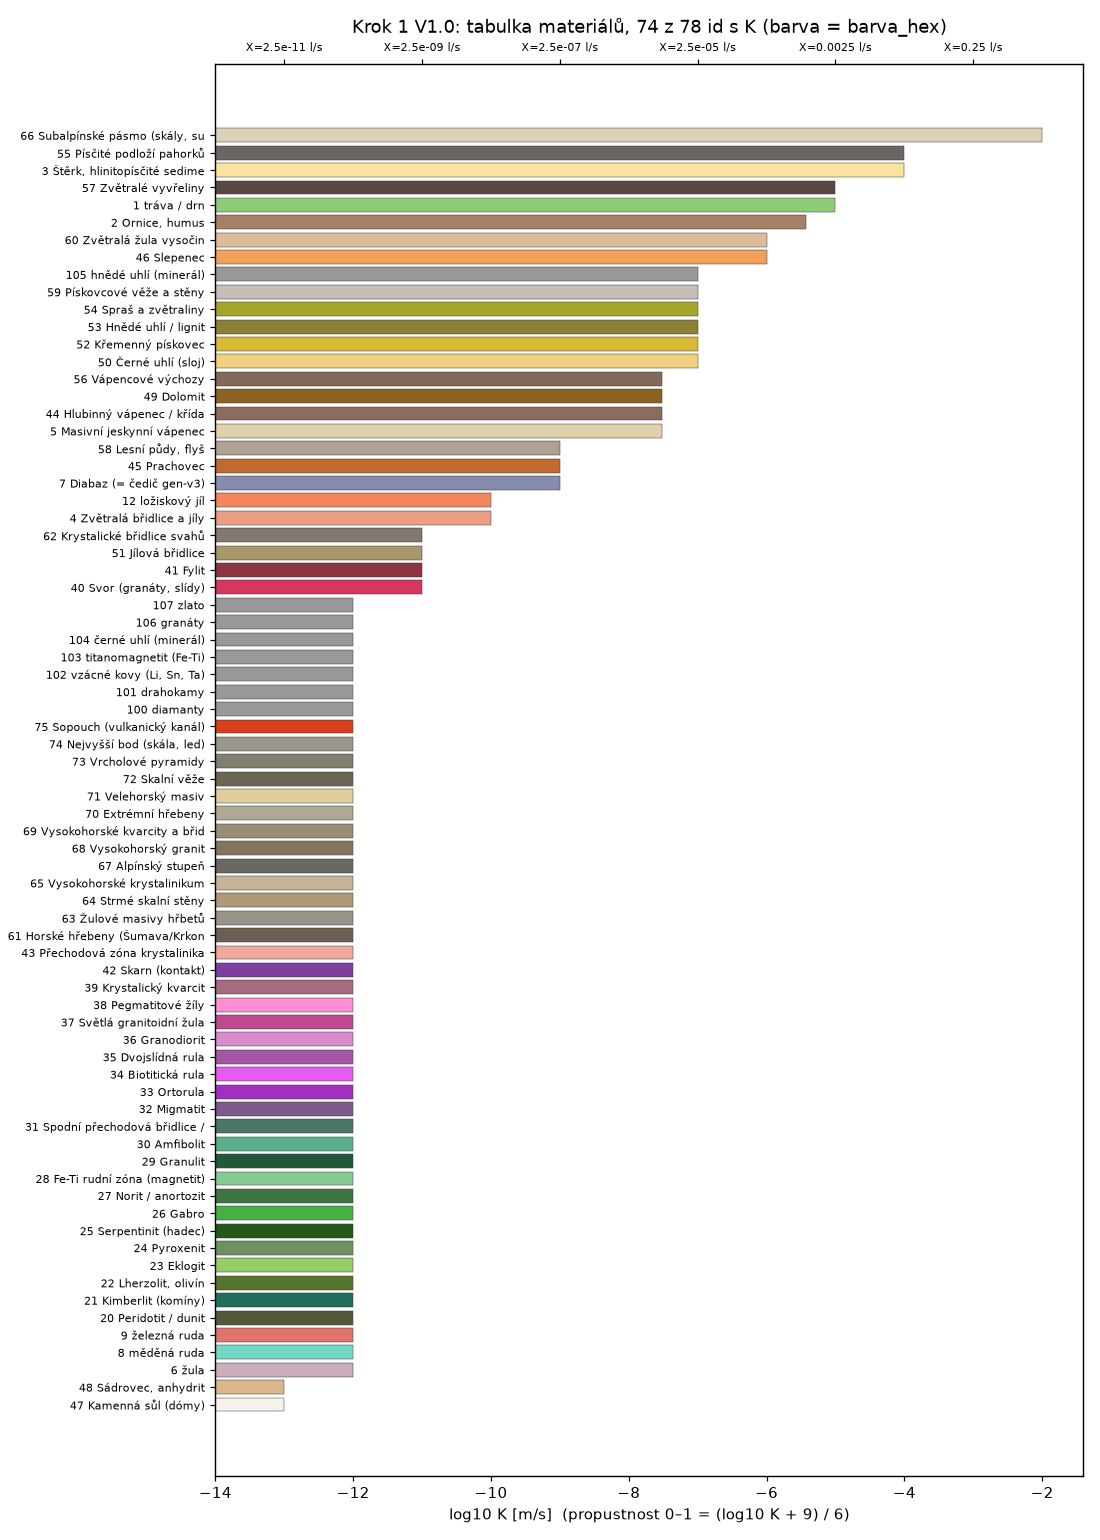 Krok 1 V1.0: tabulka materiálů, 74 z 78 id s K (barva = barva_hex)
X=2.5e-11 l/s X=2.5e-09 l/s X=2.5e-07 l/s X=2.5e-05 l/s X=0.0025 l/s X=0.25 l/s
66 Subalpínské pásmo (skály, su
55 Písčité podloží pahorků
3 Štěrk, hlinitopísčité sedime
57 Zvětralé vyvřeliny
1 tráva / drn
2 Ornice, humus
60 Zvětralá žula vysočin
46 Slepenec
105 hnědé uhlí (minerál)
59 Pískovcové věže a stěny
54 Spraš a zvětraliny
53 Hnědé uhlí / lignit
52 Křemenný pískovec
50 Černé uhlí (sloj)
56 Vápencové výchozy
49 Dolomit
44 Hlubinný vápenec / křída
5 Masivní jeskynní vápenec
58 Lesní půdy, flyš
45 Prachovec
7 Diabaz (= čedič gen-v3)
12 ložiskový jíl
4 Zvětralá břidlice a jíly
62 Krystalické břidlice svahů
51 Jílová břidlice
41 Fylit
40 Svor (granáty, slídy)
107 zlato
106 granáty
104 černé uhlí (minerál)
103 titanomagnetit (Fe-Ti)
102 vzácné kovy (Li, Sn, Ta)
101 drahokamy
100 diamanty
75 Sopouch (vulkanický kanál)
74 Nejvyšší bod (skála, led)
73 Vrcholové pyramidy
72 Skalní věže
71 Velehorský masiv
70 Extrémní hřebeny
69 Vysokohorské kvarcity a břid
68 Vysokohorský granit
67 Alpínský stupeň
65 Vysokohorské krystalinikum
64 Strmé skalní stěny
63 Žulové masivy hřbetů
61 Horské hřebeny (Šumava/Krkon
43 Přechodová zóna krystalinika
42 Skarn (kontakt)
39 Krystalický kvarcit
38 Pegmatitové žíly
37 Světlá granitoidní žula
36 Granodiorit
35 Dvojslídná rula
34 Biotitická rula
33 Ortorula
32 Migmatit
31 Spodní přechodová břidlice /
30 Amfibolit
29 Granulit
28 Fe-Ti rudní zóna (magnetit)
27 Norit / anortozit
26 Gabro
25 Serpentinit (hadec)
24 Pyroxenit
23 Eklogit
22 Lherzolit, olivín
21 Kimberlit (komíny)
20 Peridotit / dunit
9 železná ruda
8 měděná ruda
6 žula
48 Sádrovec, anhydrit
47 Kamenná sůl (dómy)
−14 −12 −10 −8 −6 −4 −2
log10 K [m/s]  (propustnost 0–1 = (log10 K + 9) / 6)